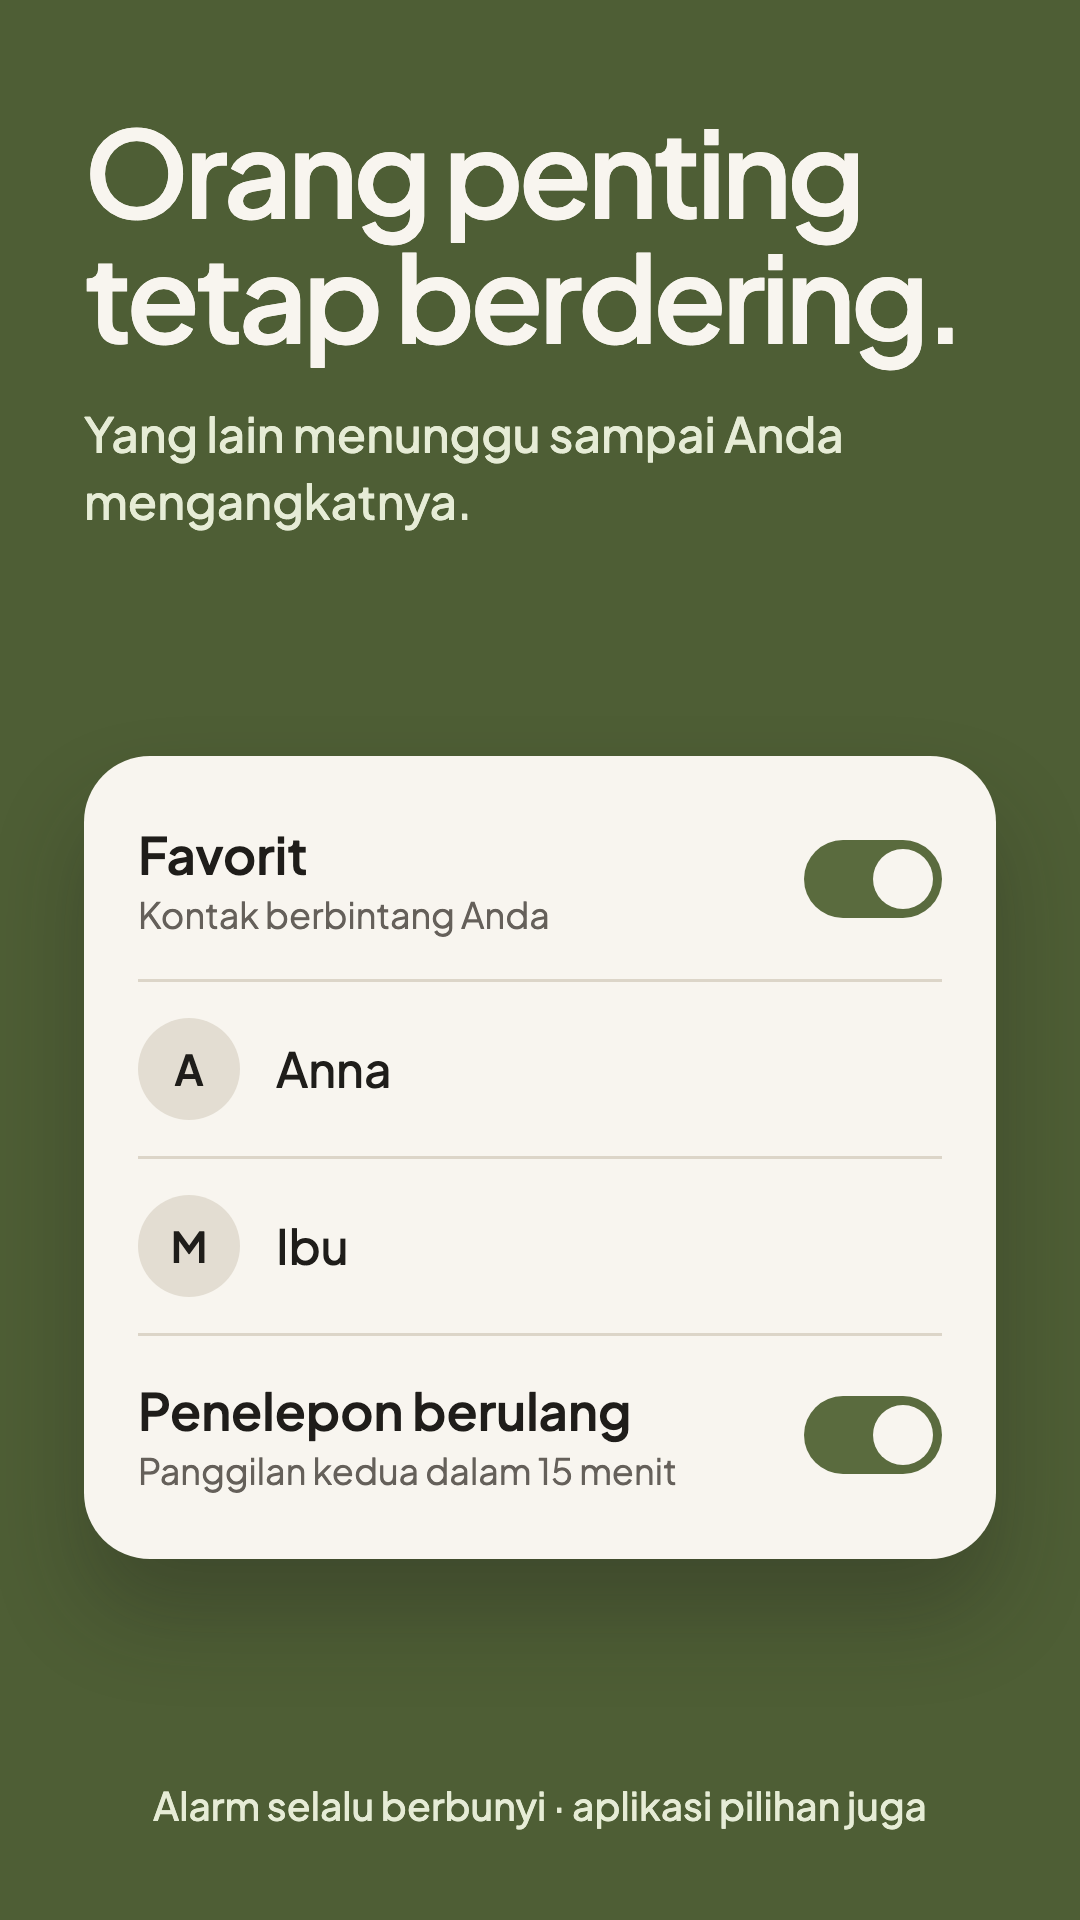 Orang penting
tetap berdering.
Yang lain menunggu sampai Anda
mengangkatnya.
Favorit
Kontak berbintang Anda
A
Anna
M
Ibu
Penelepon berulang
Panggilan kedua dalam 15 menit
Alarm selalu berbunyi · aplikasi pilihan juga